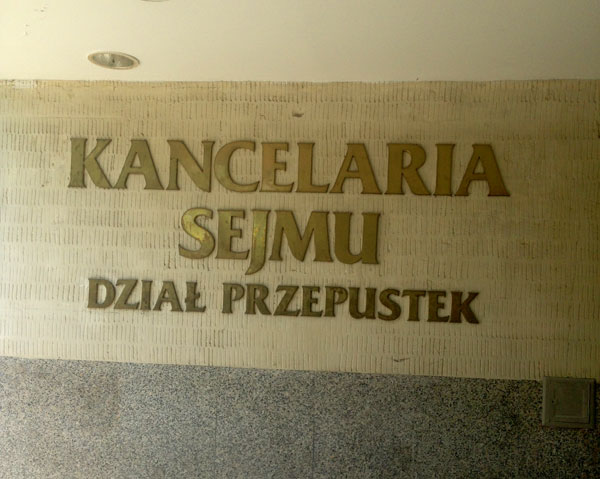 KANCELARIA
SEJMU
DZIAŁ PRZEPUSTEK